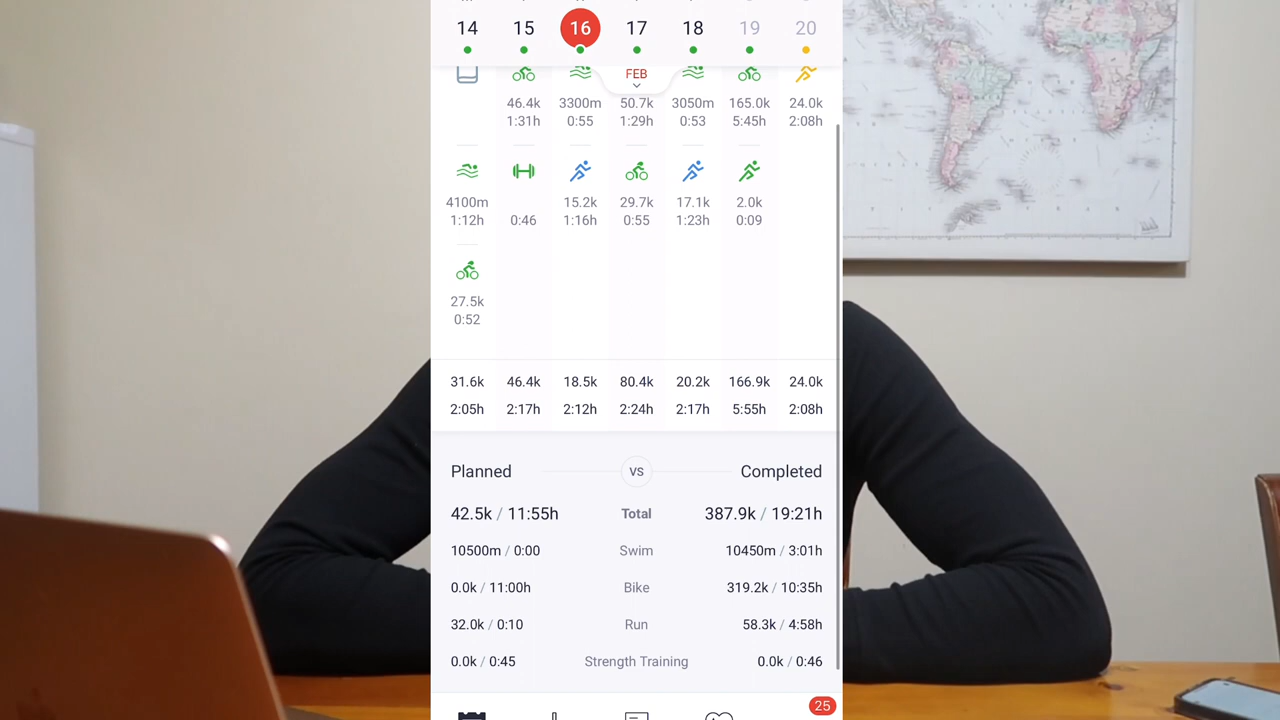 14 15 16 17 18 19 20
FEB
46.4k 3300m 50.7k 3050m 165.0k 24.0k
1:31h 0:55 1:29h 0:53 5:45h 2:08h
4100m 15.2k 29.7k 17.1k 2.0k
1:12h 0:46 1:16h 0:55 1:23h 0:09
27.5k
0:52
31.6k 46.4k 18.5k 80.4k 20.2k 166.9k 24.0k
2:05h 2:17h 2:12h 2:24h 2:17h 5:55h 2:08h
Planned VS Completed
42.5k / 11:55h Total 387.9k / 19:21h
10500m / 0:00 Swim 10450m / 3:01h
0.0k / 11:00h Bike 319.2k / 10:35h
32.0k / 0:10 Run 58.3k / 4:58h
0.0k / 0:45 Strength Training 0.0k / 0:46
25